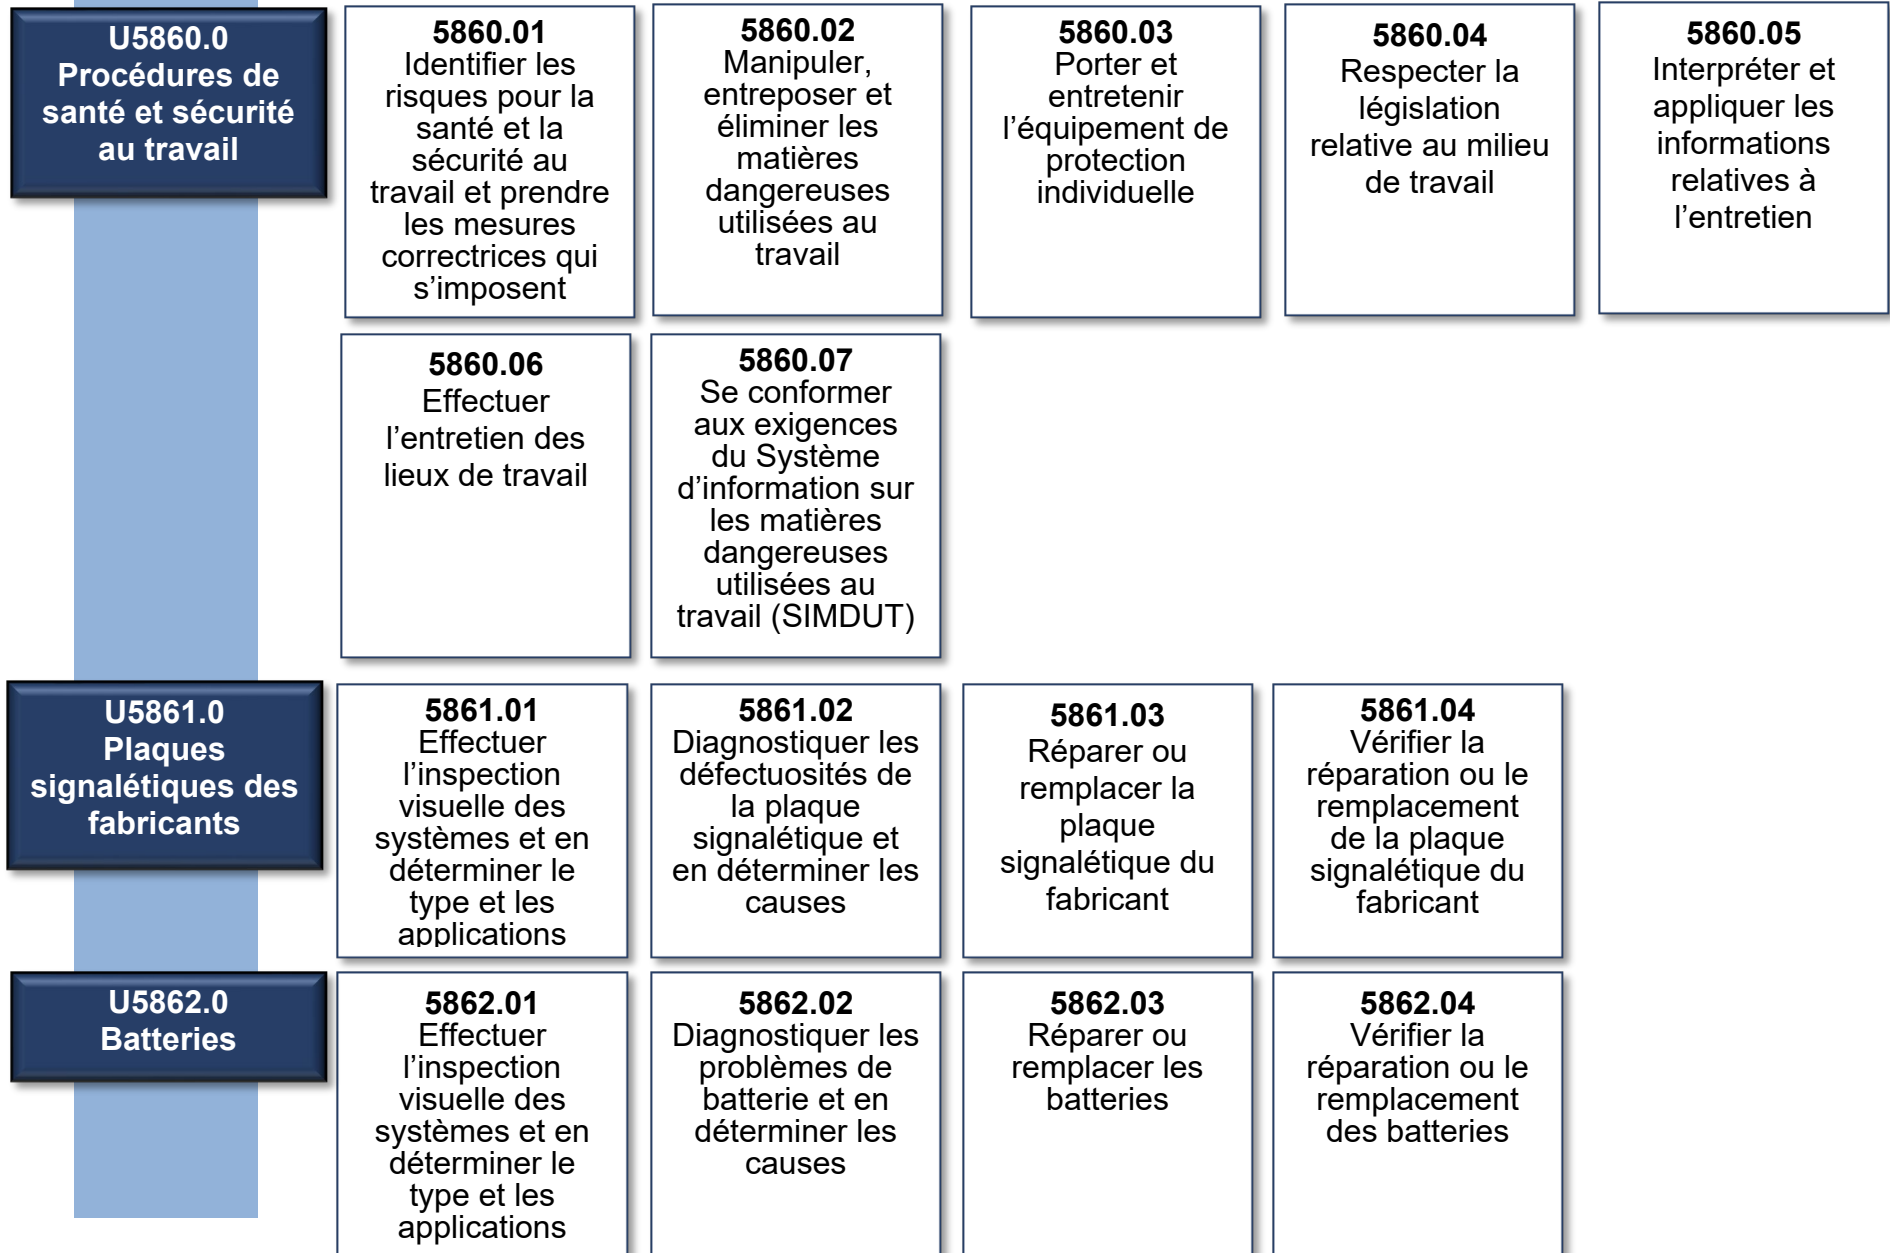 U5860.0
Procédures de
santé et sécurité
au travail
5860.01
Identifier les
risques pour la
santé et la
sécurité au
travail et prendre
les mesures
correctrices qui
s’imposent
5860.02
Manipuler,
entreposer et
éliminer les
matières
dangereuses
utilisées au
travail
5860.03
Porter et
entretenir
l’équipement de
protection
individuelle
5860.04
Respecter la
législation
relative au milieu
de travail
5860.05
Interpréter et
appliquer les
informations
relatives à
l’entretien
5860.06
Effectuer
l’entretien des
lieux de travail
5860.07
Se conformer
aux exigences
du Système
d’information sur
les matières
dangereuses
utilisées au
travail (SIMDUT)
U5861.0
Plaques
signalétiques des
fabricants
5861.01
Effectuer
l’inspection
visuelle des
systèmes et en
déterminer le
type et les
applications
5861.02
Diagnostiquer les
défectuosités de
la plaque
signalétique et
en déterminer les
causes
5861.03
Réparer ou
remplacer la
plaque
signalétique du
fabricant
5861.04
Vérifier la
réparation ou le
remplacement
de la plaque
signalétique du
fabricant
U5862.0
Batteries
5862.01
Effectuer
l’inspection
visuelle des
systèmes et en
déterminer le
type et les
applications
5862.02
Diagnostiquer les
problèmes de
batterie et en
déterminer les
causes
5862.03
Réparer ou
remplacer les
batteries
5862.04
Vérifier la
réparation ou le
remplacement
des batteries